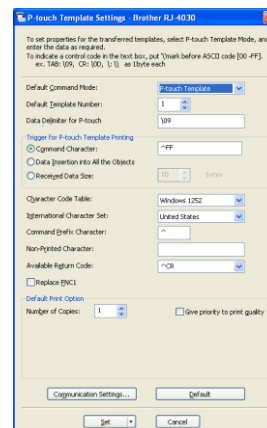 P-touch Template Settings - Brother RJ-4030
To set properties for the transferred templates, select P-touch Template Mode, and
enter the data as required.
To indicate a control code in the text box, put '\'mark before ASCII code [00 -FF].
ex. TAB: \09, CR: \00, \: \\ as 1byte each
Default Command Mode: P-touch Template
Default Template Number: 1
Data Delimiter for P-touch \09
Trigger for P-touch Template Printing
Command Character: ^FF
Data Insertion into All the Objects
Received Data Size: 10 bytes
Character Code Table: Windows 1252
International Character Set: United States
Command Prefix Character: ^
Non-Printed Character:
Available Return Code: ^CR
Replace FNC1
Default Print Option
Number of Copies: 1 Give priority to print quality
Communication Settings... Default
Set Cancel